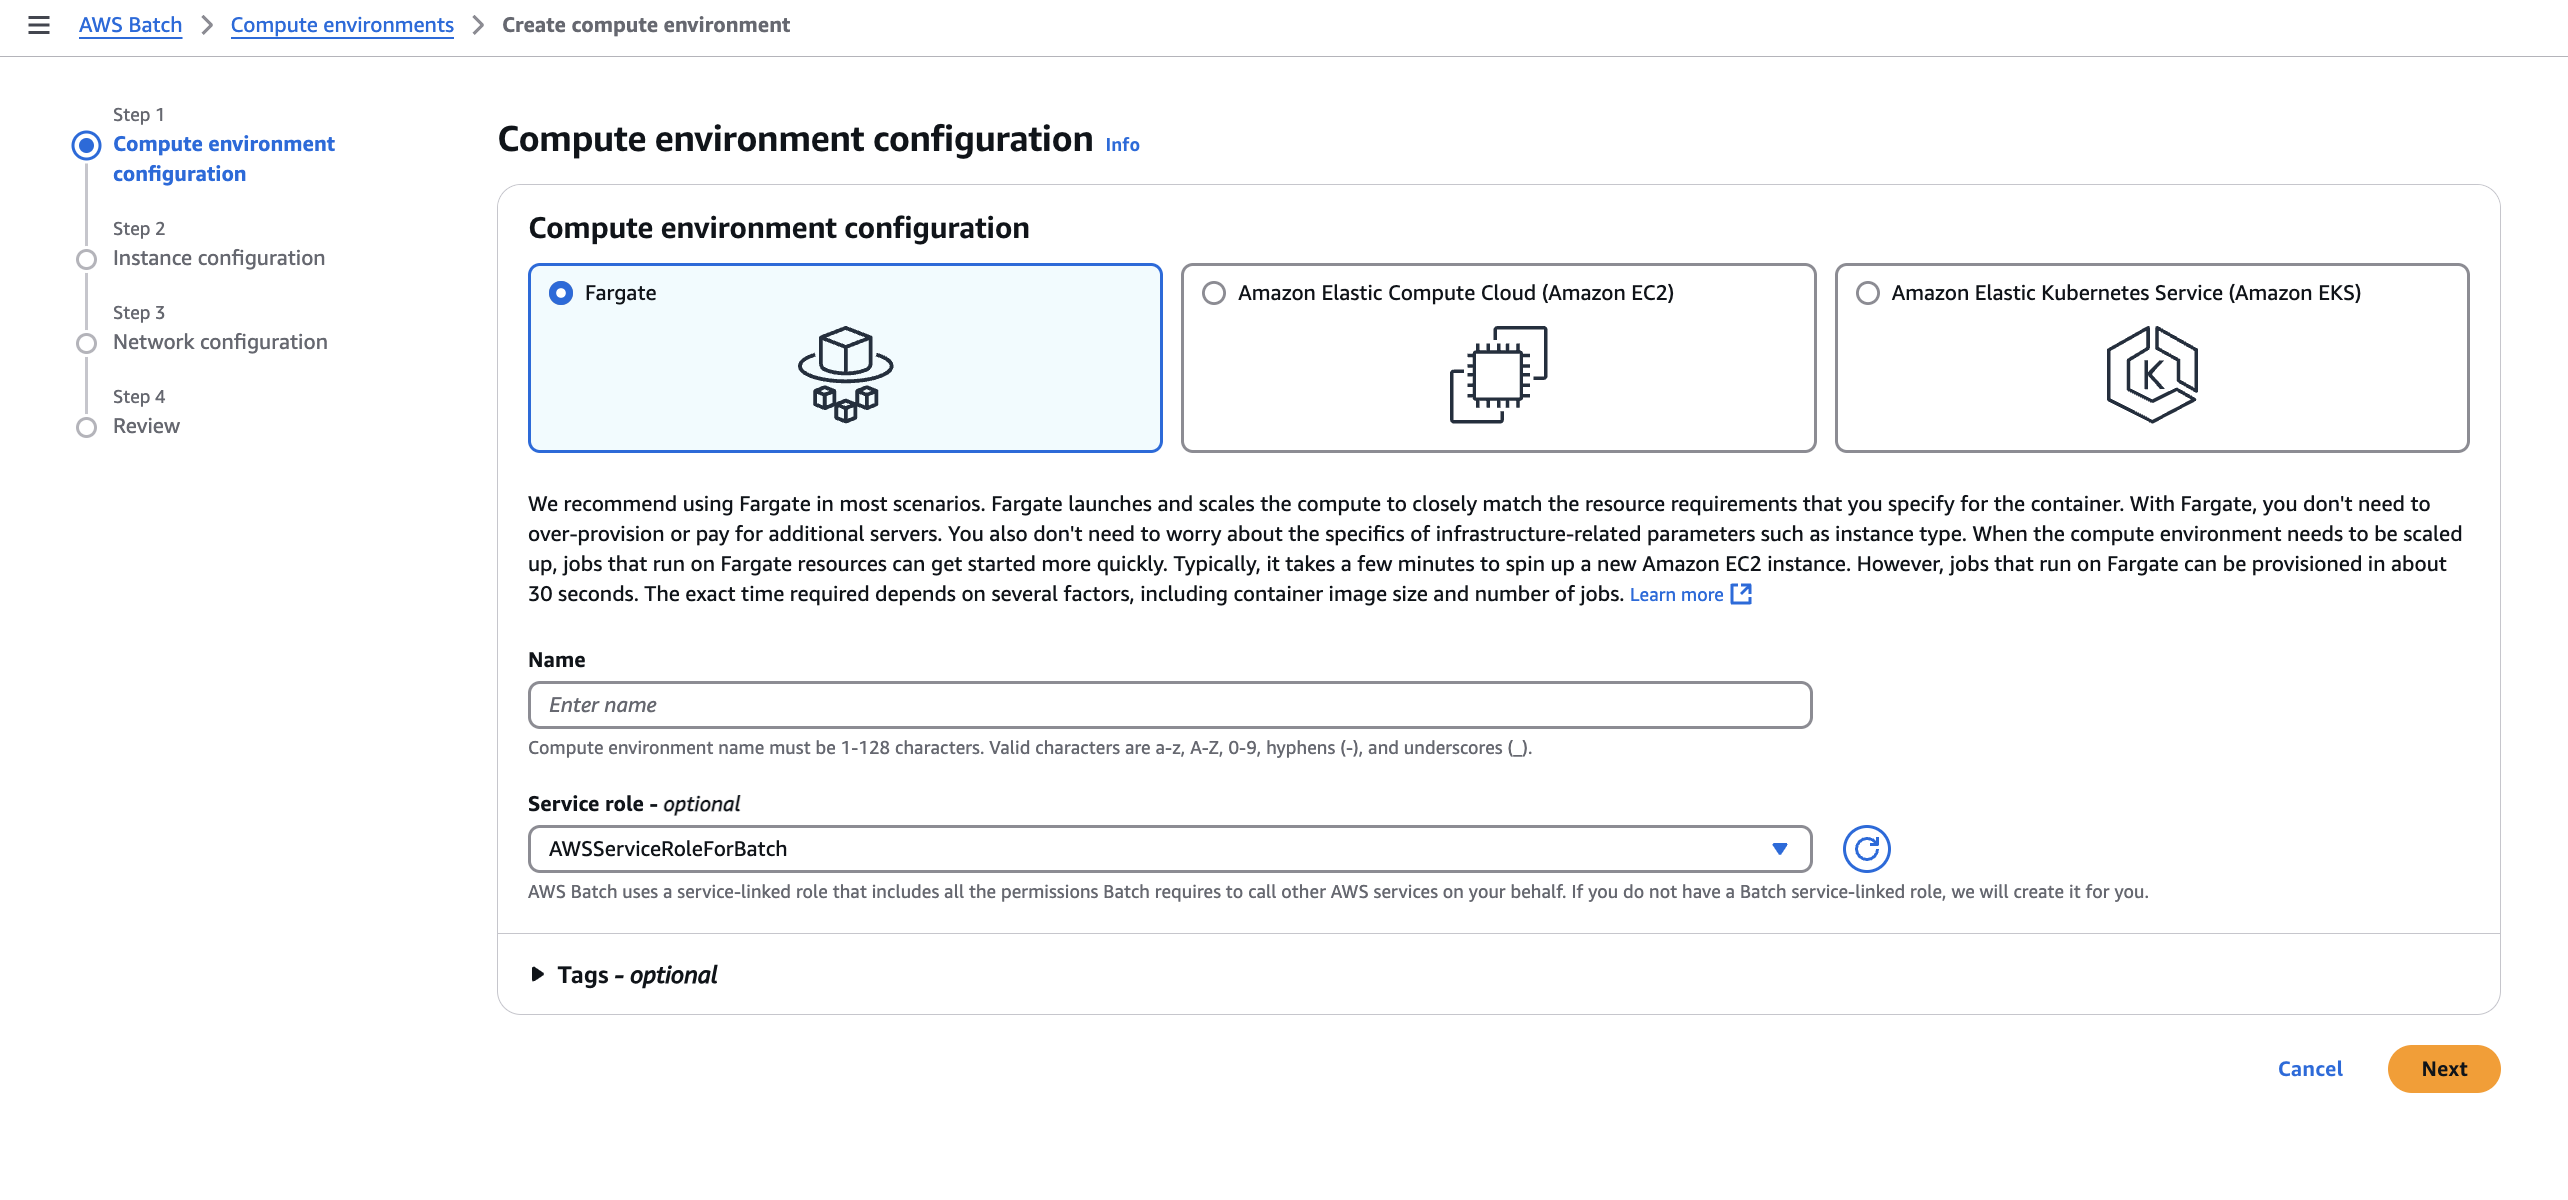 AWS Batch > Compute environments > Create compute environment
Step 1
Compute environment
configuration
Step 2
Instance configuration
Step 3
Network configuration
Step 4
Review
Compute environment configuration Info
Compute environment configuration
Fargate
Amazon Elastic Compute Cloud (Amazon EC2)
Amazon Elastic Kubernetes Service (Amazon EKS)
K
We recommend using Fargate in most scenarios. Fargate launches and scales the compute to closely match the resource requirements that you specify for the container. With Fargate, you don't need to
over-provision or pay for additional servers. You also don't need to worry about the specifics of infrastructure-related parameters such as instance type. When the compute environment needs to be scaled
up, jobs that run on Fargate resources can get started more quickly. Typically, it takes a few minutes to spin up a new Amazon EC2 instance. However, jobs that run on Fargate can be provisioned in about
30 seconds. The exact time required depends on several factors, including container image size and number of jobs. Learn more
Name
Enter name
Compute environment name must be 1-128 characters. Valid characters are a-z, A-Z, 0-9, hyphens (-), and underscores (_).
Service role - optional
AWSServiceRoleForBatch
AWS Batch uses a service-linked role that includes all the permissions Batch requires to call other AWS services on your behalf. If you do not have a Batch service-linked role, we will create it for you.
Tags - optional
Cancel
Next